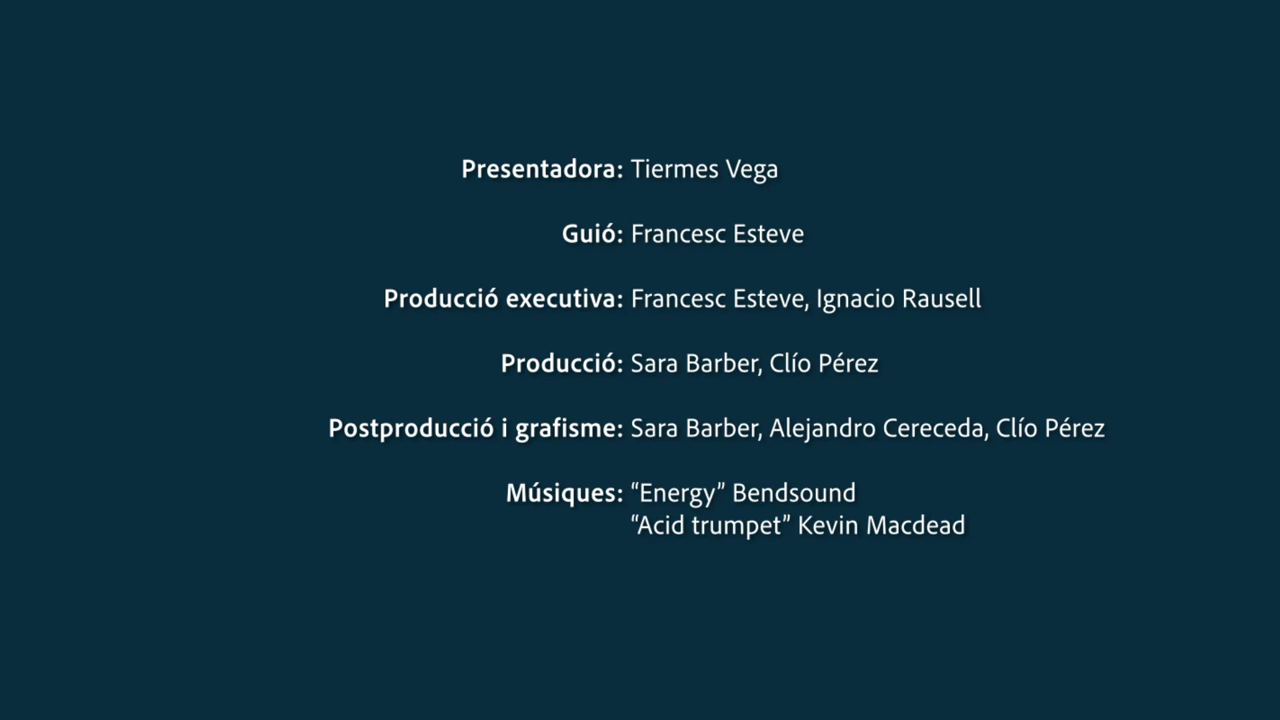 Presentadora: Tiermes Vega
Guió: Francesc Esteve
Producció executiva: Francesc Esteve, Ignacio Rausell
Producció: Sara Barber, Clío Pérez
Postproducció i grafisme: Sara Barber, Alejandro Cereceda, Clío Pérez
Músiques: “Energy” Bendsound
“Acid trumpet” Kevin Macdead